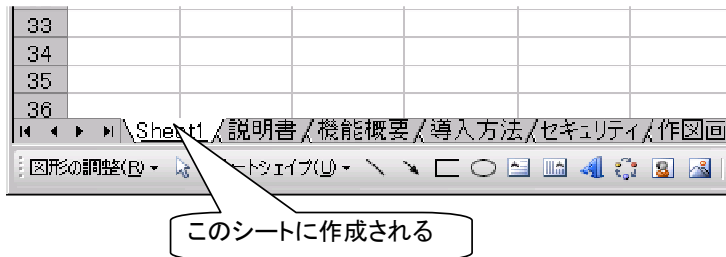 33
34
35
36
Sheet1 説明書 機能概要 導入方法 セキュリティ 作図画
図形の調整(R) ートシェイプ(U)
このシートに作成される